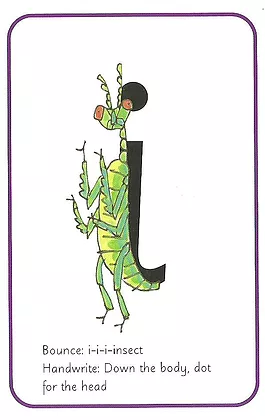 Bounce: i-i-i-insect
Handwrite: Down the body, dot
for the head